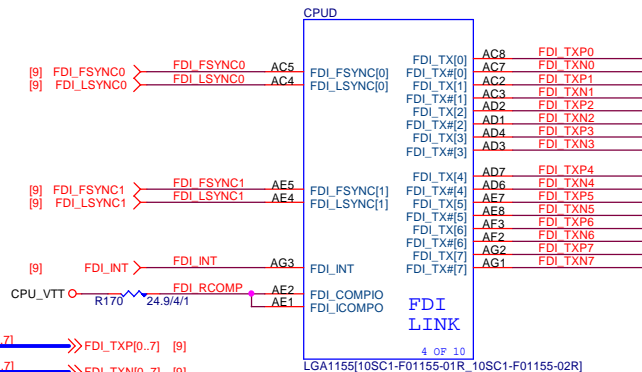 CPUD
[9] FDI_FSYNC0 FDI_FSYNC0 AC5 FDI_FSYNC[0]
[9] FDI_LSYNC0 FDI_LSYNC0 AC4 FDI_LSYNC[0]
FDI_TX[0] AC8 FDI_TXP0
FDI_TX#[0] AC7 FDI_TXN0
FDI_TX[1] AC2 FDI_TXP1
FDI_TX#[1] AC3 FDI_TXN1
FDI_TX[2] AD2 FDI_TXP2
FDI_TX#[2] AD1 FDI_TXN2
FDI_TX[3] AD4 FDI_TXP3
FDI_TX#[3] AD3 FDI_TXN3
[9] FDI_FSYNC1 FDI_FSYNC1 AE5 FDI_FSYNC[1]
[9] FDI_LSYNC1 FDI_LSYNC1 AE4 FDI_LSYNC[1]
FDI_TX[4] AD7 FDI_TXP4
FDI_TX#[4] AD6 FDI_TXN4
FDI_TX[5] AE7 FDI_TXP5
FDI_TX#[5] AE8 FDI_TXN5
FDI_TX[6] AF3 FDI_TXP6
FDI_TX#[6] AF2 FDI_TXN6
FDI_TX[7] AG2 FDI_TXP7
FDI_TX#[7] AG1 FDI_TXN7
[9] FDI_INT FDI_INT AG3 FDI_INT
CPU_VTT R170 24.9/4/1 FDI_RCOMP AE2 FDI_COMPIO
AE1 FDI_ICOMPO
FDI
LINK
4 OF 10
LGA1155[10SC1-F01155-01R_10SC1-F01155-02R]
.7] FDI_TXP[0..7] [9]
.7] FDI_TXN[0..7] [9]